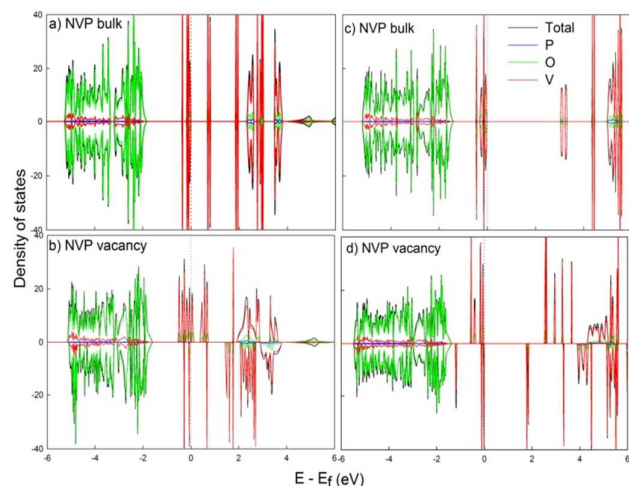 a) NVP bulk
c) NVP bulk
Total
P
O
V
b) NVP vacancy
d) NVP vacancy
Density of states
40
20
0
-20
-40
40
20
0
-20
-40
-6 -4 -2 0 2 4 6
-4 -2 0 2 4 6
E - Ef (eV)